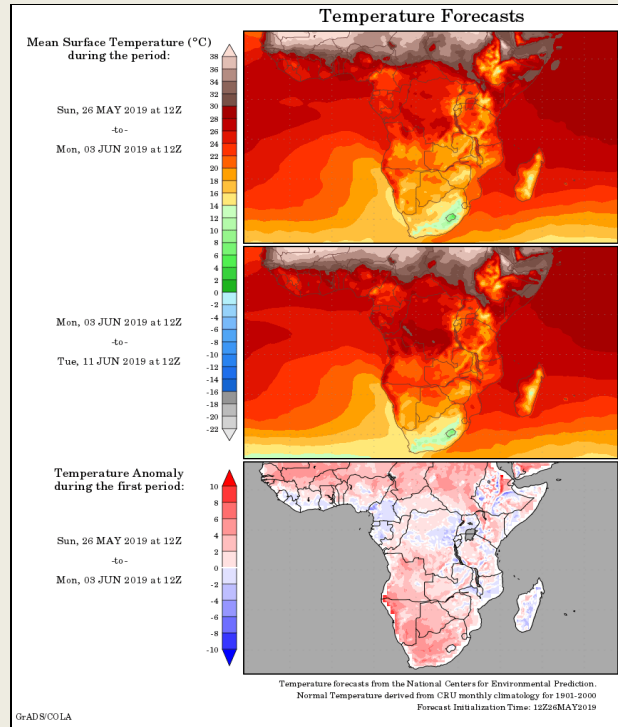 Temperature Forecasts
Mean Surface Temperature (°C)
during the period:
38
36
34
32
30
28
26
24
22
20
18
16
14
12
10
8
6
4
2
0
-2
-4
-6
-8
-10
-12
-14
-16
-18
-20
-22
Sun, 26 MAY 2019 at 12Z
-to-
Mon, 03 JUN 2019 at 12Z
Mon, 03 JUN 2019 at 12Z
-to-
Tue, 11 JUN 2019 at 12Z
Temperature Anomaly
during the first period:
10
8
6
4
2
0
-2
-4
-6
-8
-10
Sun, 26 MAY 2019 at 12Z
-to-
Mon, 03 JUN 2019 at 12Z
Temperature forecasts from the National Centers for Environmental Prediction.
Normal Temperature derived from CRU monthly climatology for 1901-2000
Forecast Initialization Time: 12Z26MAY2019
GrADS/COLA